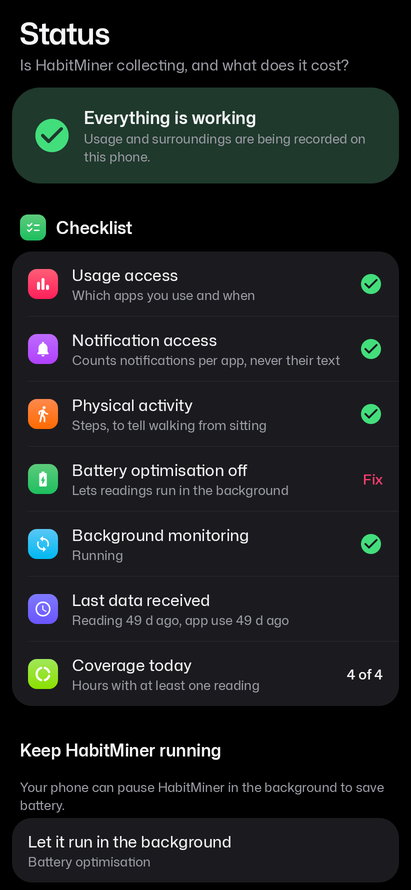 Status
Is HabitMiner collecting, and what does it cost?
Everything is working
Usage and surroundings are being recorded on
this phone.
Checklist
Usage access
Which apps you use and when
Notification access
Counts notifications per app, never their text
Physical activity
Steps, to tell walking from sitting
Battery optimisation off
Lets readings run in the background
Fix
Background monitoring
Running
Last data received
Reading 49 d ago, app use 49 d ago
Coverage today
Hours with at least one reading
4 of 4
Keep HabitMiner running
Your phone can pause HabitMiner in the background to save
battery.
Let it run in the background
Battery optimisation